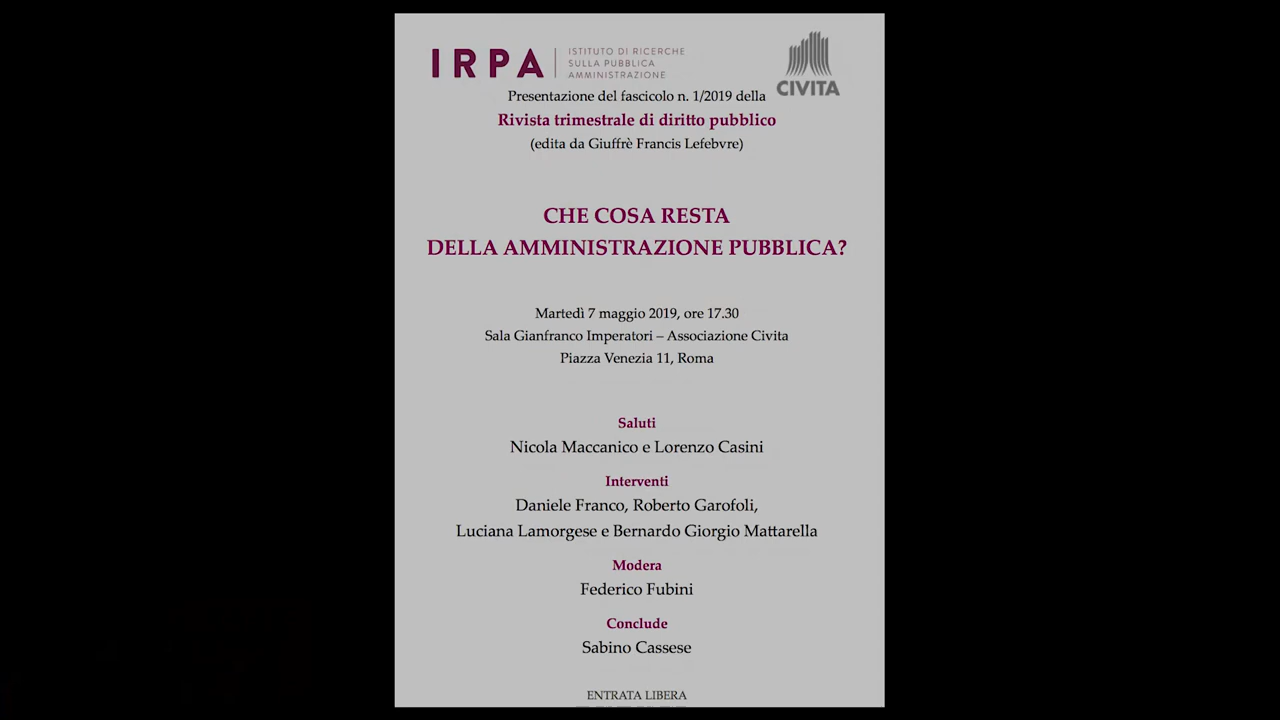 IRPA
ISTITUTO DI RICERCHE
SULLA PUBBLICA
AMMINISTRAZIONE
CIVITA
Presentazione del fascicolo n. 1/2019 della
Rivista trimestrale di diritto pubblico
(edita da Giuffrè Francis Lefebvre)
CHE COSA RESTA
DELLA AMMINISTRAZIONE PUBBLICA?
Martedì 7 maggio 2019, ore 17.30
Sala Gianfranco Imperatori – Associazione Civita
Piazza Venezia 11, Roma
Saluti
Nicola Maccanico e Lorenzo Casini
Interventi
Daniele Franco, Roberto Garofoli,
Luciana Lamorgese e Bernardo Giorgio Mattarella
Modera
Federico Fubini
Conclude
Sabino Cassese
ENTRATA LIBERA